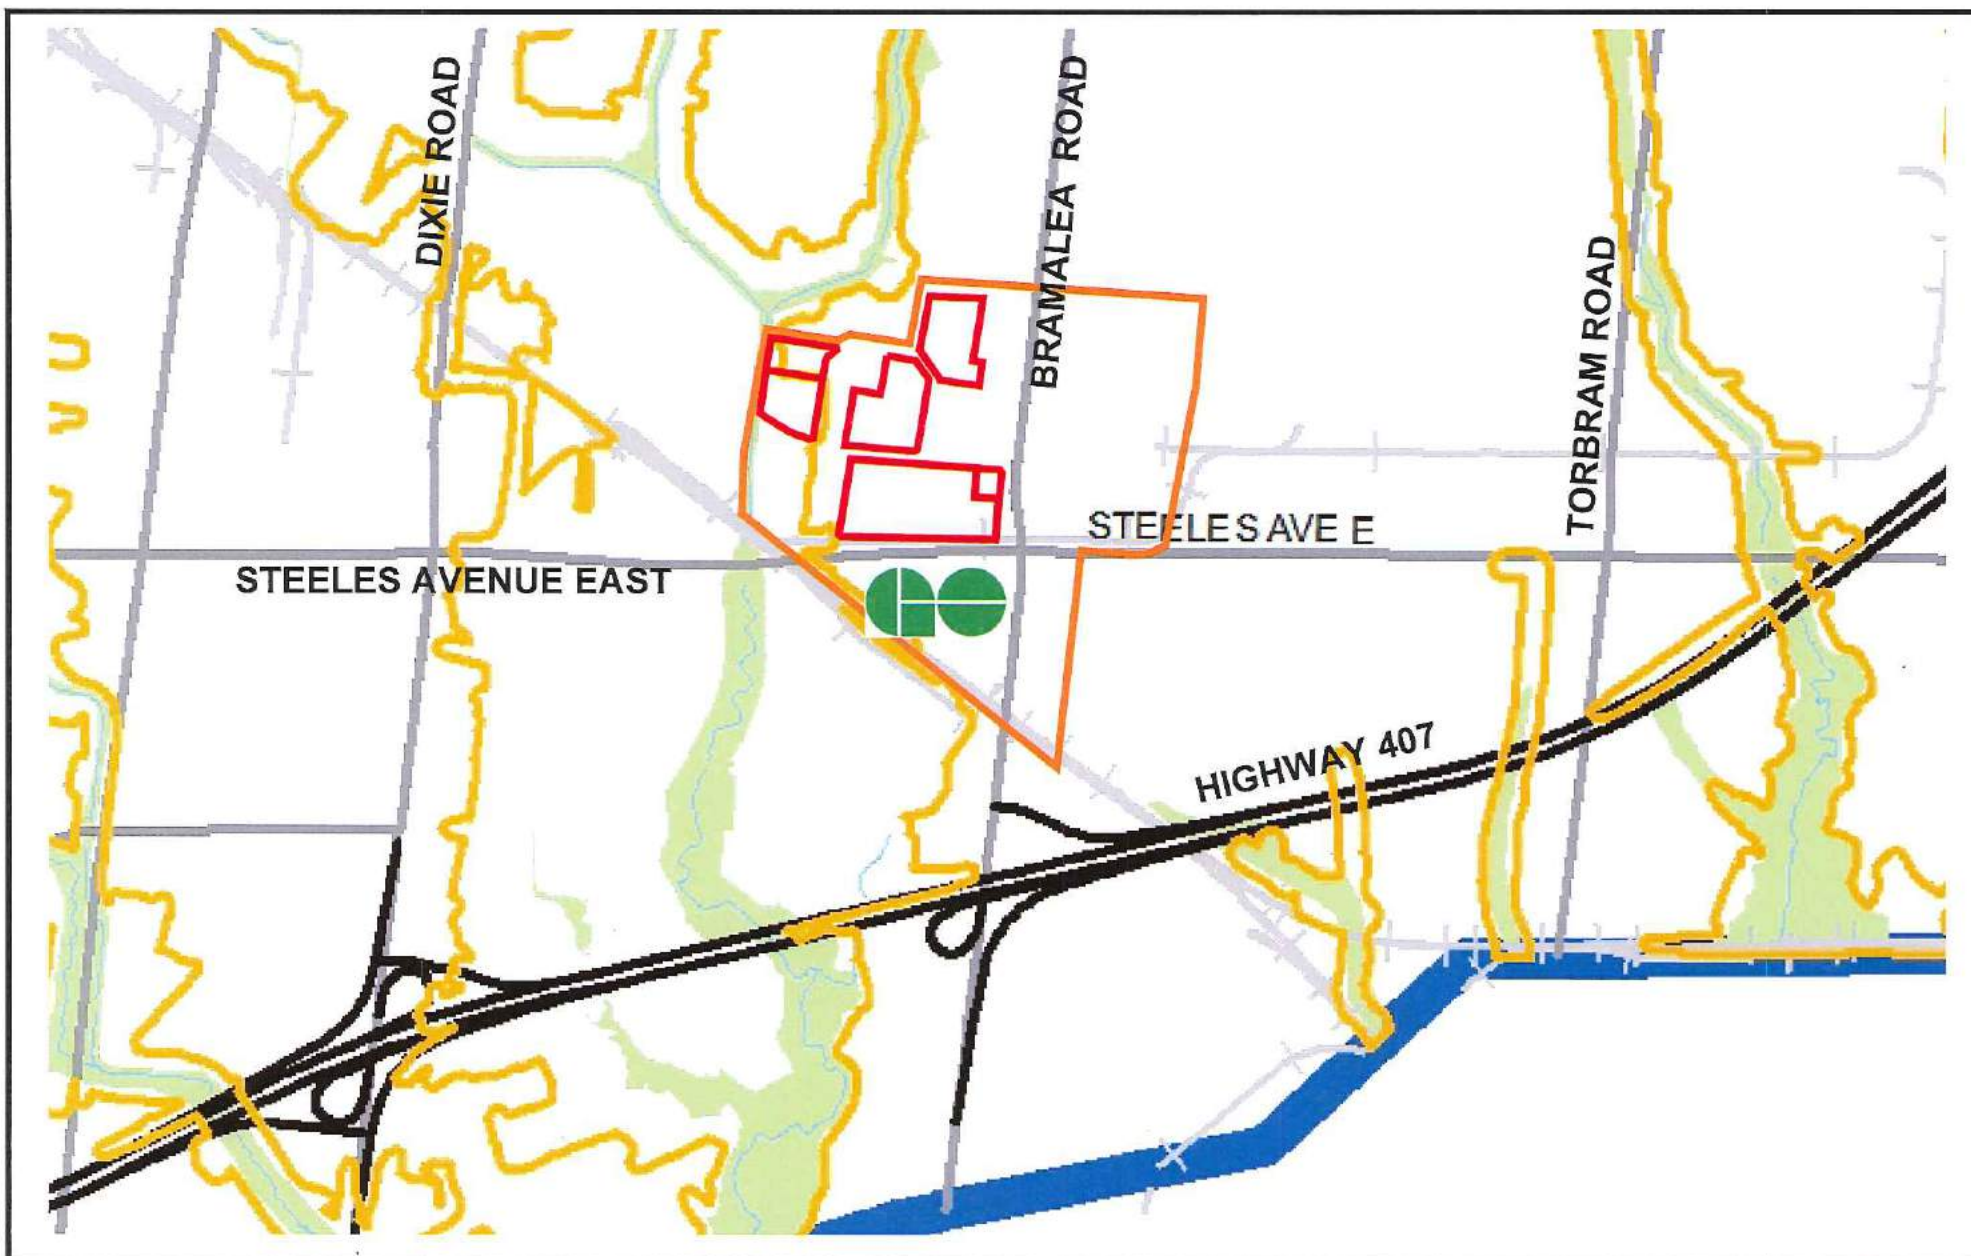 DIXIE ROAD
BRAMALEA ROAD
TORBRAM ROAD
STEELES AVE E
STEELES AVENUE EAST
GO
HIGHWAY 407